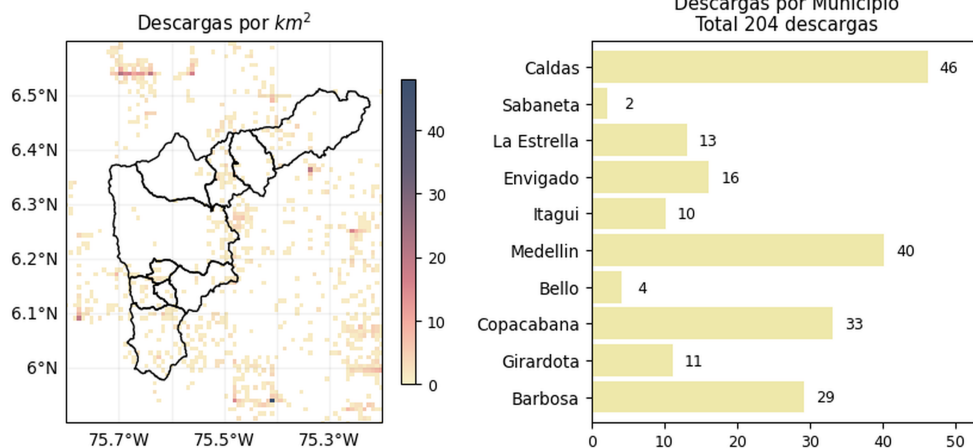 Descargas por km²
6.5°N
6.4°N
6.3°N
6.2°N
6.1°N
6°N
75.7°W
75.5°W
75.3°W
40
30
20
10
0
Descargas por Municipio
Total 204 descargas
Caldas 46
Sabaneta 2
La Estrella 13
Envigado 16
Itagui 10
Medellin 40
Bello 4
Copacabana 33
Girardota 11
Barbosa 29
0 10 20 30 40 50